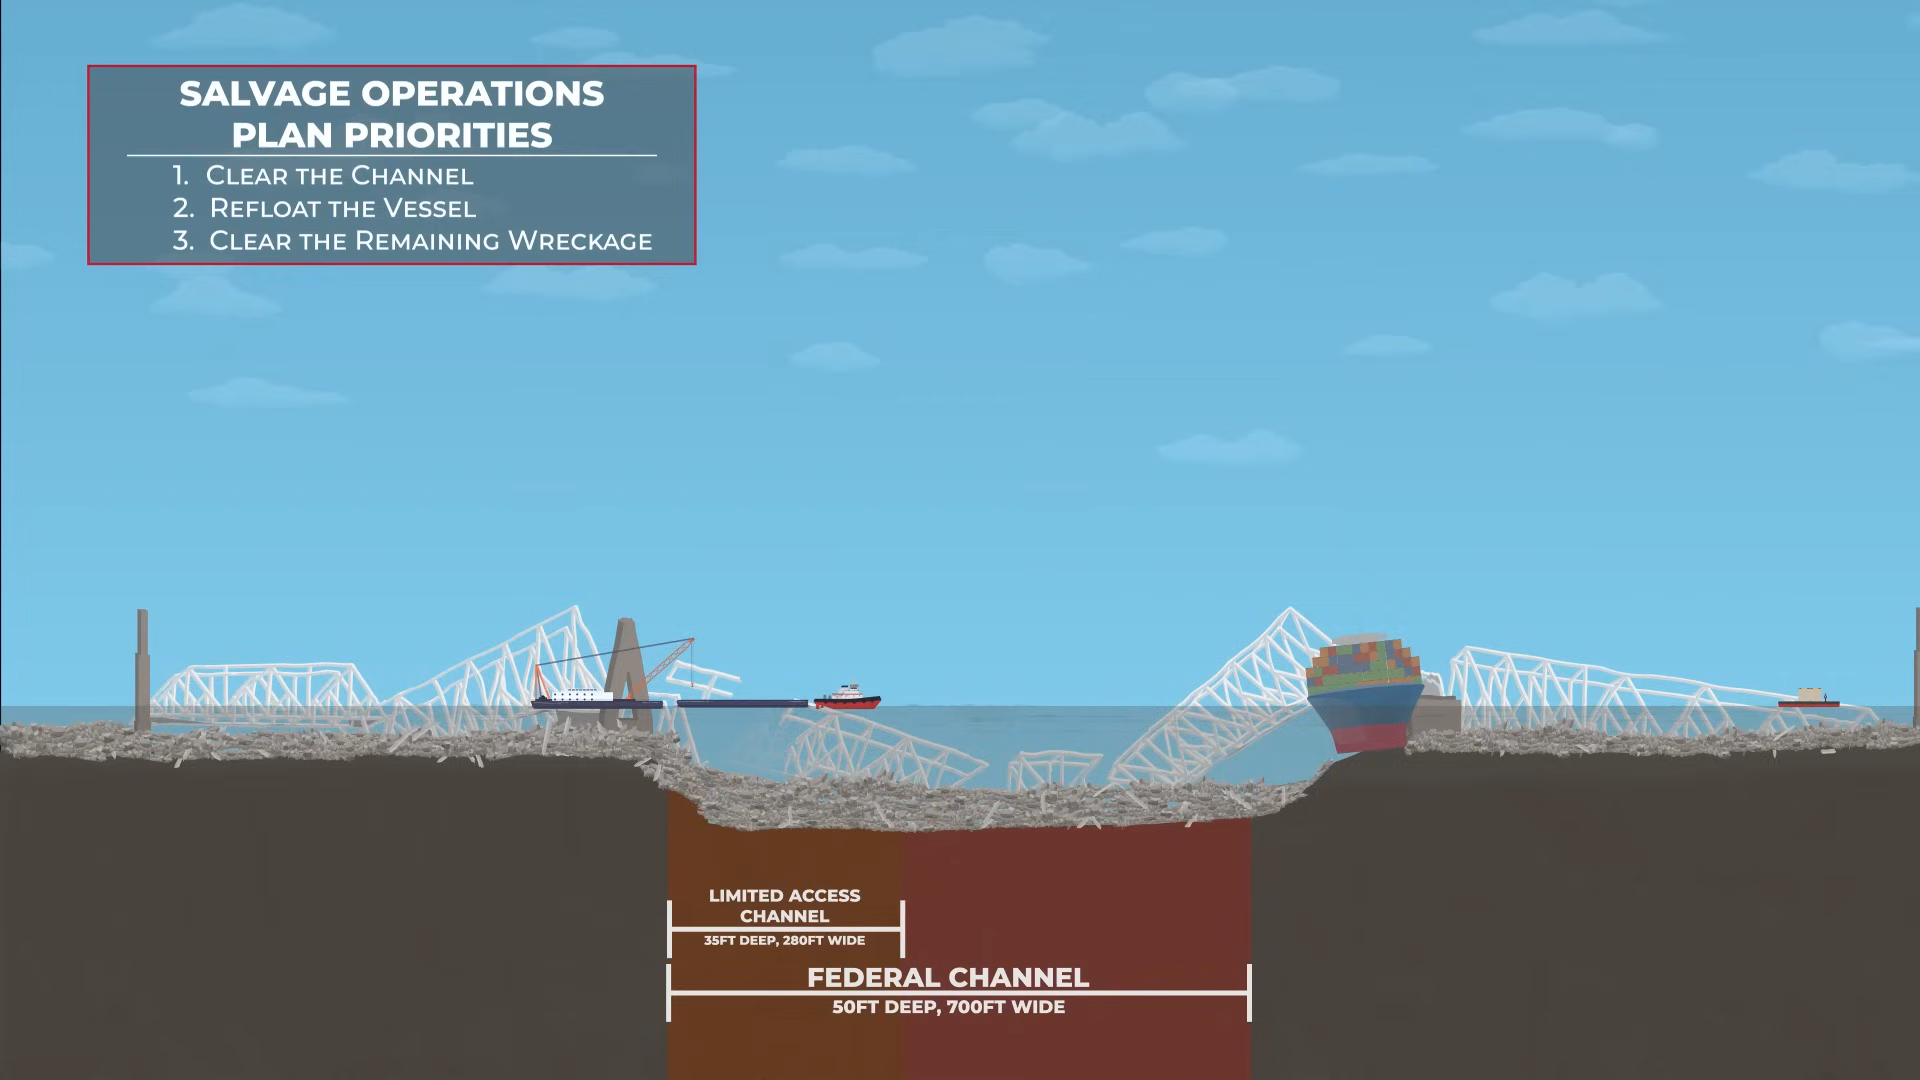 SALVAGE OPERATIONS
PLAN PRIORITIES
1. CLEAR THE CHANNEL
2. REFLOAT THE VESSEL
3. CLEAR THE REMAINING WRECKAGE
LIMITED ACCESS
CHANNEL
35FT DEEP, 280FT WIDE
FEDERAL CHANNEL
50FT DEEP, 700FT WIDE